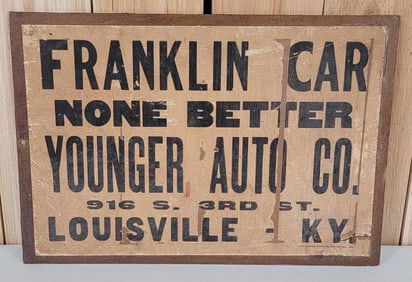 FRANKLIN CAR
NONE BETTER
YOUNGER AUTO CO.
916 S. 3RD ST.
LOUISVILLE - KY.